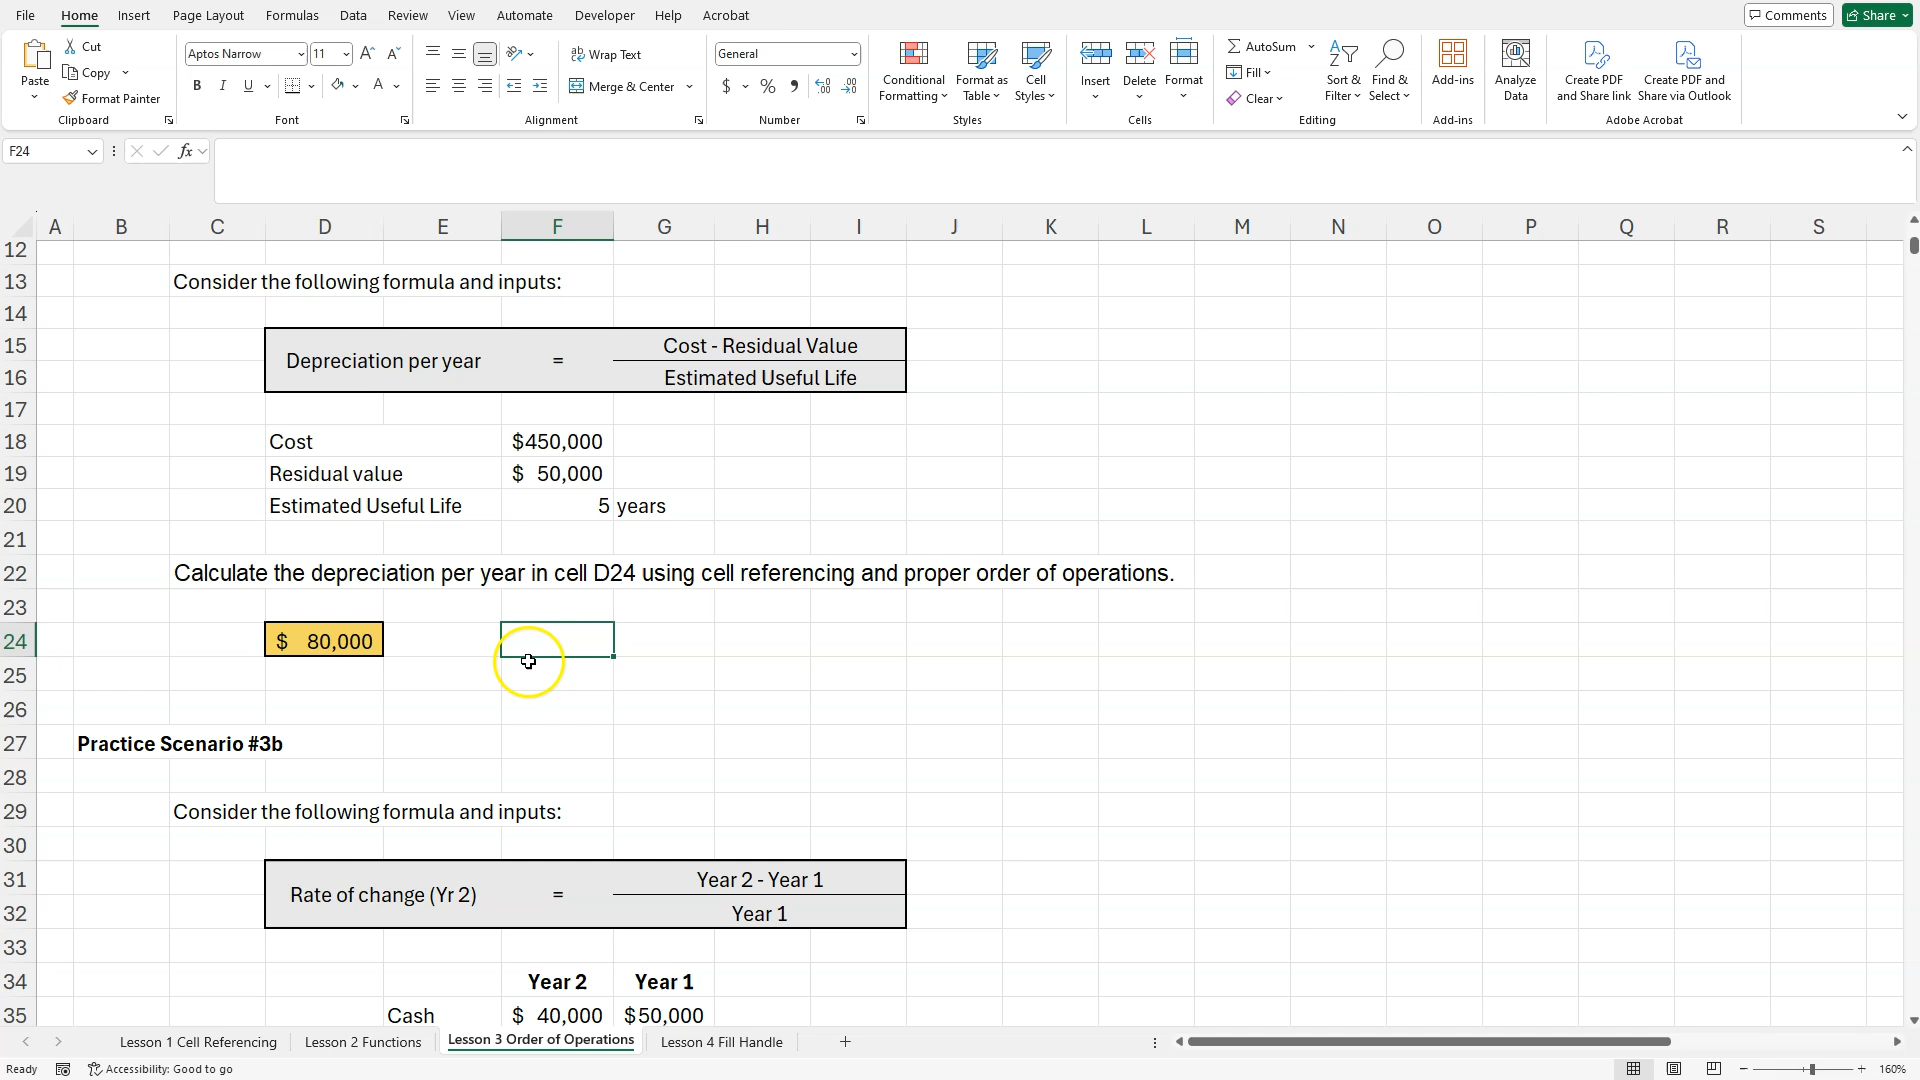 File Home Insert Page Layout Formulas Data Review View Automate Developer Help Acrobat Comments Share
Paste Cut Copy Format Painter Clipboard
Aptos Narrow 11 A A B I U A Font
ab Wrap Text Merge & Center Alignment
General $ % , Number
Conditional Formatting Format as Table Cell Styles Styles
Insert Delete Format Cells
AutoSum Fill Clear Sort & Filter Find & Select Editing
Add-ins Add-ins
Analyze Data
Create PDF and Share link Create PDF and Share via Outlook Adobe Acrobat
F24 fx
A B C D E F G H I J K L M N O P Q R S
12
13 Consider the following formula and inputs:
14
15 Cost - Residual Value
Depreciation per year =
16 Estimated Useful Life
17
18 Cost $450,000
19 Residual value $ 50,000
20 Estimated Useful Life 5 years
21
22 Calculate the depreciation per year in cell D24 using cell referencing and proper order of operations.
23
24 $ 80,000
25
26
27 Practice Scenario #3b
28
29 Consider the following formula and inputs:
30
31 Year 2 - Year 1
Rate of change (Yr 2) =
32 Year 1
33
34 Year 2 Year 1
35 Cash $ 40,000 $50,000
Lesson 1 Cell Referencing Lesson 2 Functions Lesson 3 Order of Operations Lesson 4 Fill Handle
Ready Accessibility: Good to go 160%